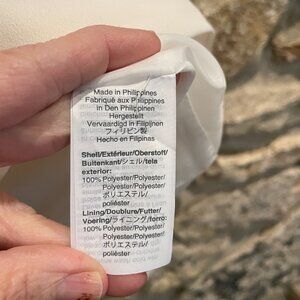 Made in Philippines
Fabriqué aux Philippines
in Den Philippinen
Hergestellt
Vervaardigd in Filipijnen
フィリピン製
Hecho en Filipinas
Shell/Extérieur/Oberstoff/
Buitenkant/シェル/tela
exterior:
100% Polyester/Polyester/
Polyester/Polyester/
ポリエステル/
poliéster
Lining/Doublure/Futter/
Voering/ライニング/forro:
100% Polyester/Polyester/
Polyester/Polyester/
ポリエステル/
poliéster